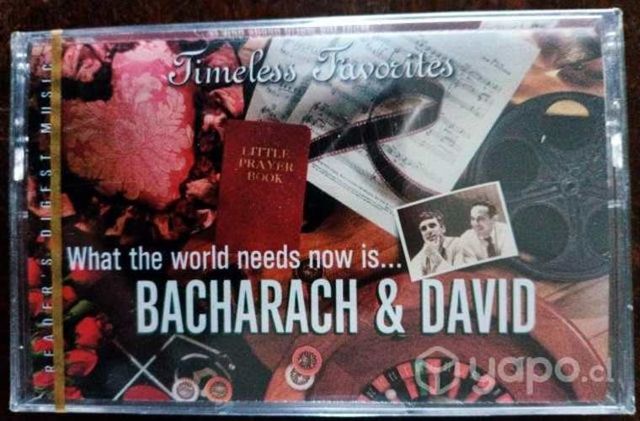 Timeless Favorites
READER'S DIGEST MUSIC
LITTLE
PRAYER
BOOK
What the world needs now is...
BACHARACH & DAVID
yapo.cl